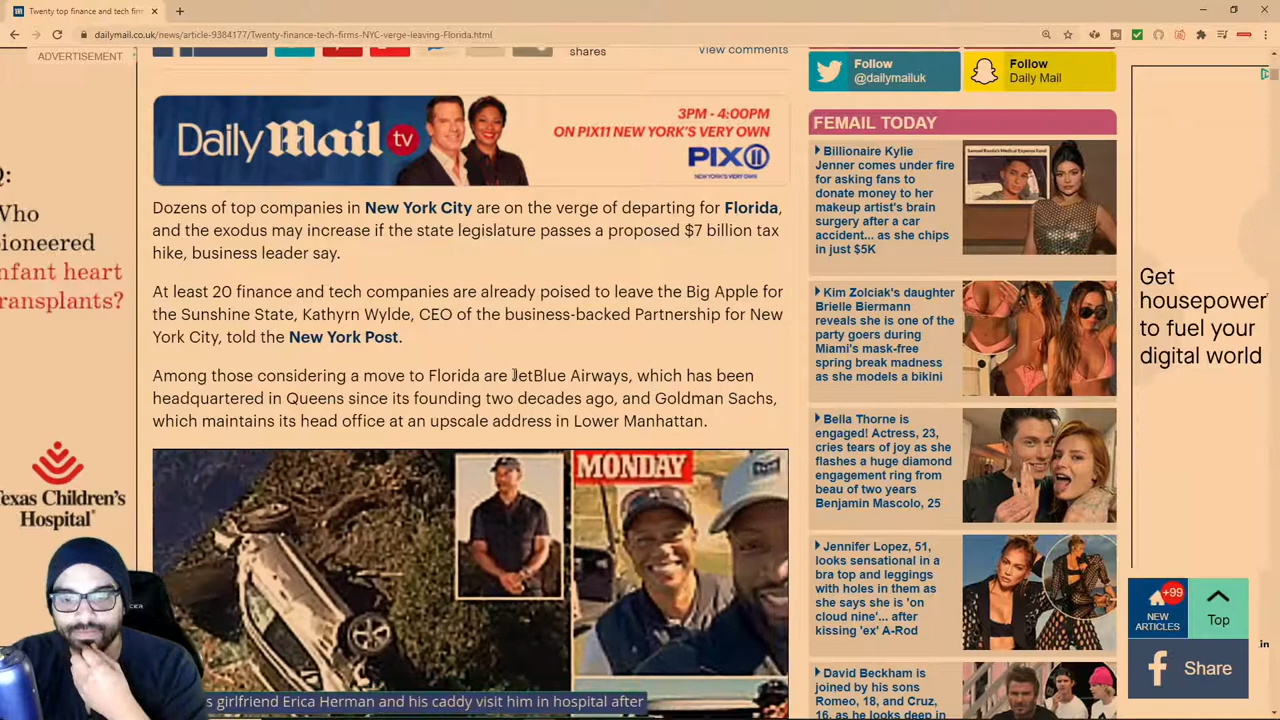 Twenty top finance and tech firm
dailymail.co.uk/news/article-9384177/Twenty-finance-tech-firms-NYC-verge-leaving-Florida.html
ADVERTISEMENT
shares
View comments
Follow
@dailymailuk
Follow
Daily Mail
Daily Mail tv
3PM - 4:00PM
ON PIX11 NEW YORK'S VERY OWN
PIX11
NEW YORK'S VERY OWN
Dozens of top companies in New York City are on the verge of departing for Florida,
and the exodus may increase if the state legislature passes a proposed $7 billion tax
hike, business leader say.
At least 20 finance and tech companies are already poised to leave the Big Apple for
the Sunshine State, Kathyrn Wylde, CEO of the business-backed Partnership for New
York City, told the New York Post.
Among those considering a move to Florida are JetBlue Airways, which has been
headquartered in Queens since its founding two decades ago, and Goldman Sachs,
which maintains its head office at an upscale address in Lower Manhattan.
MONDAY
s girlfriend Erica Herman and his caddy visit him in hospital after
FEMAIL TODAY
Billionaire Kylie
Jenner comes under fire
for asking fans to
donate money to her
makeup artist's brain
surgery after a car
accident... as she chips
in just $5K
Kim Zolciak's daughter
Brielle Biermann
reveals she is one of the
party goers during
Miami's mask-free
spring break madness
as she models a bikini
Bella Thorne is
engaged! Actress, 23,
cries tears of joy as she
flashes a huge diamond
engagement ring from
beau of two years
Benjamin Mascolo, 25
Jennifer Lopez, 51,
looks sensational in a
bra top and leggings
with holes in them as
she says she is 'on
cloud nine'... after
kissing 'ex' A-Rod
David Beckham is
joined by his sons
Romeo, 18, and Cruz,
16, as he looks deep in
Q:
Who
pioneered
infant heart
transplants?
Texas Children's
Hospital
Get
housepower
to fuel your
digital world
+99
NEW
ARTICLES
Top
Share
.in